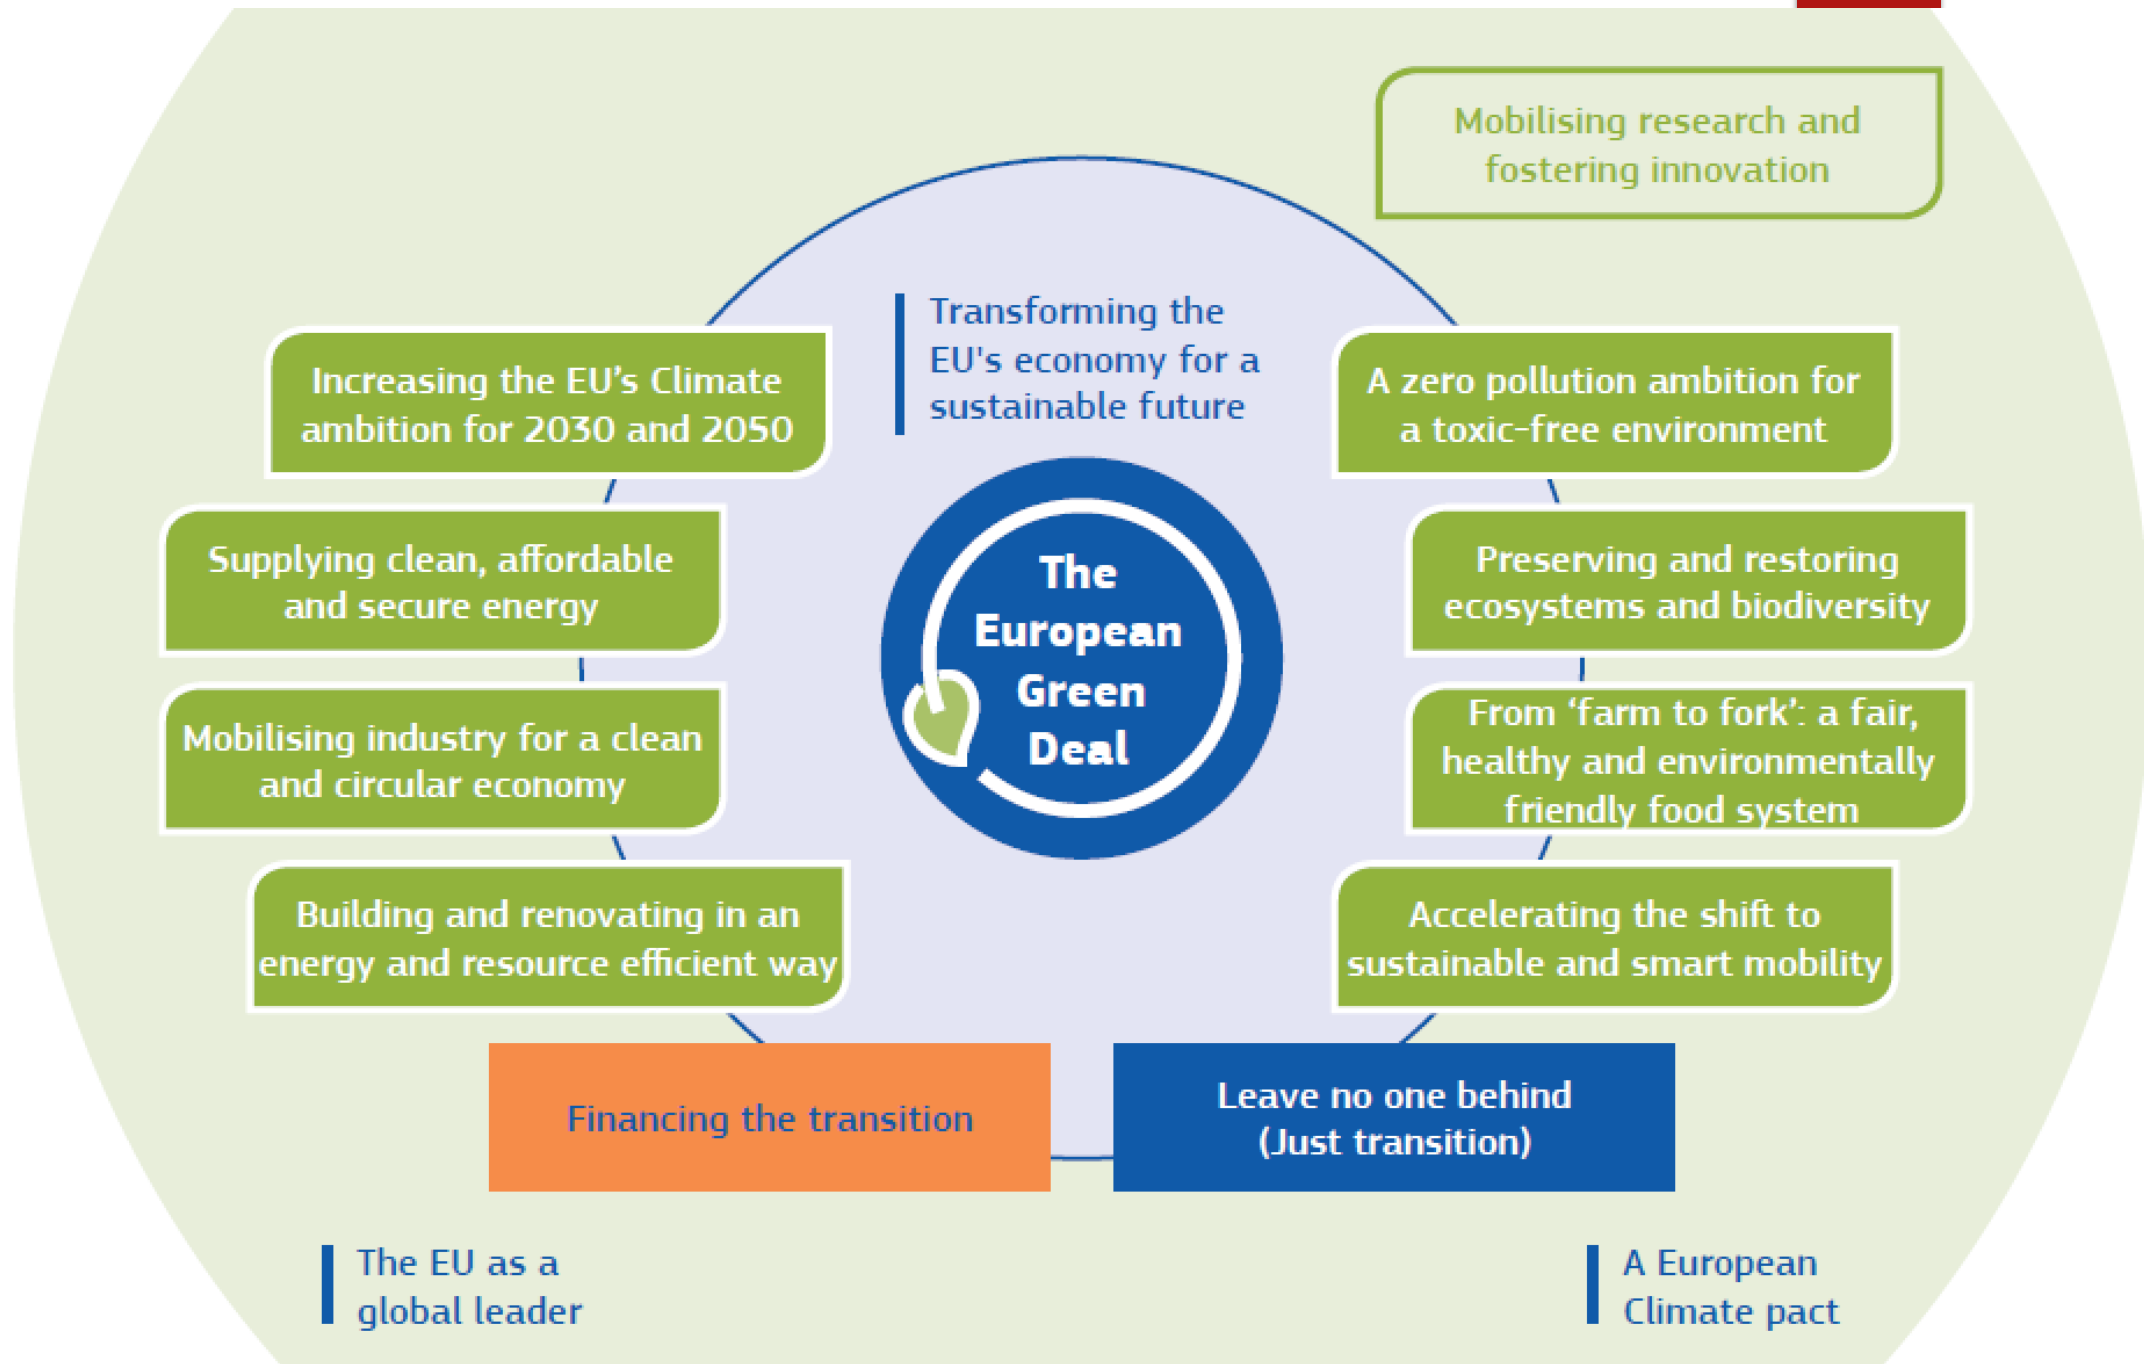 Mobilising research and
fostering innovation
Transforming the
EU's economy for a
sustainable future
Increasing the EU’s Climate
ambition for 2030 and 2050
Supplying clean, affordable
and secure energy
Mobilising industry for a clean
and circular economy
Building and renovating in an
energy and resource efficient way
The
European
Green
Deal
A zero pollution ambition for
a toxic-free environment
Preserving and restoring
ecosystems and biodiversity
From ‘farm to fork’: a fair,
healthy and environmentally
friendly food system
Accelerating the shift to
sustainable and smart mobility
Financing the transition
Leave no one behind
(Just transition)
The EU as a
global leader
A European
Climate pact